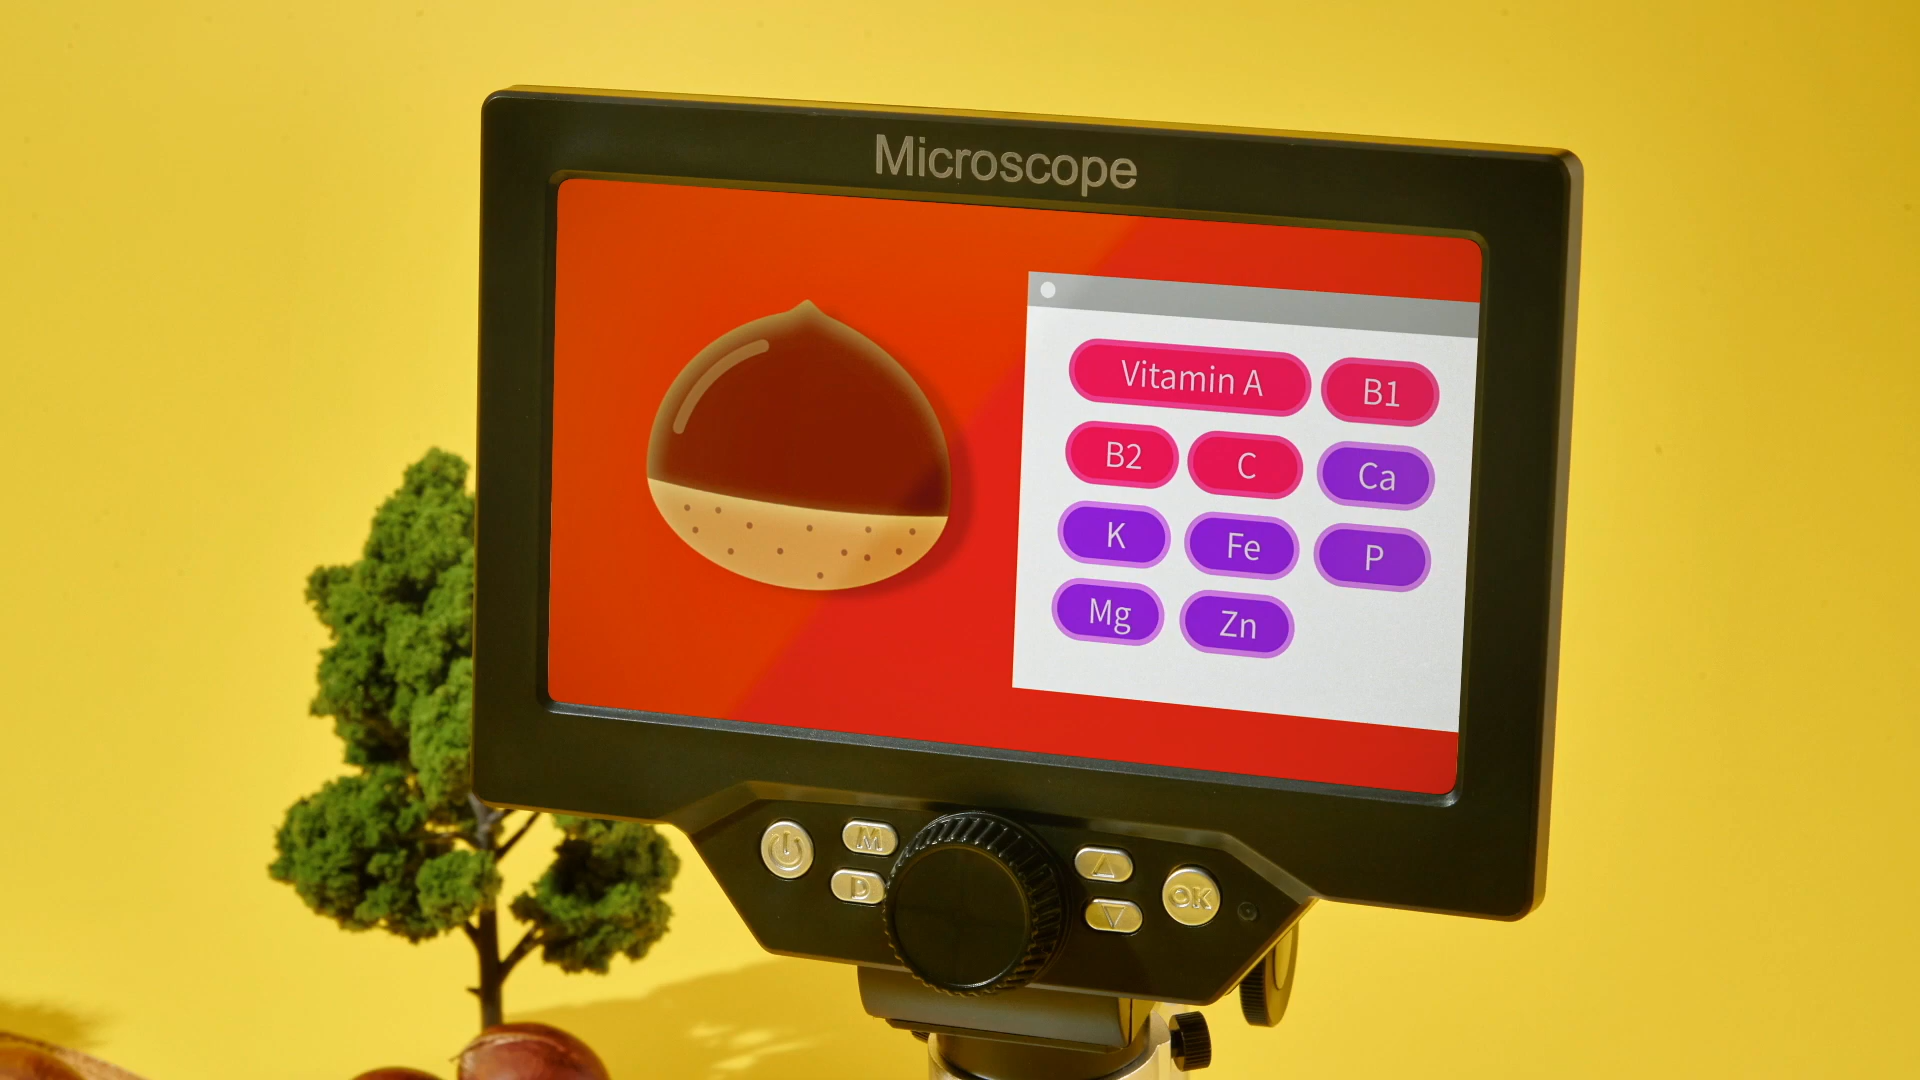 Microscope
Vitamin A B1
B2 C Ca
K Fe P
Mg Zn
M
D
OK